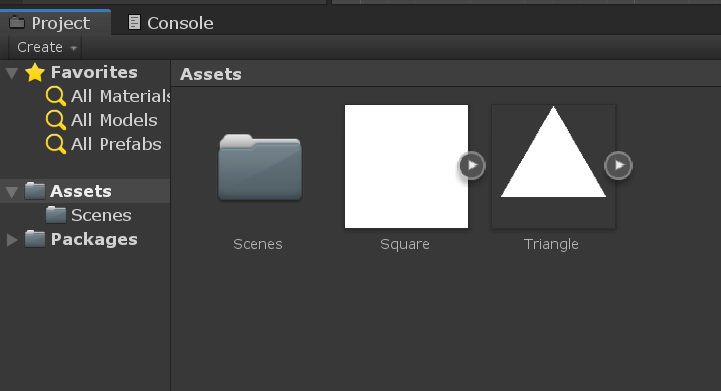 Project
Console
Create
Favorites
All Materials
All Models
All Prefabs
Assets
Scenes
Packages
Assets
Scenes
Square
Triangle